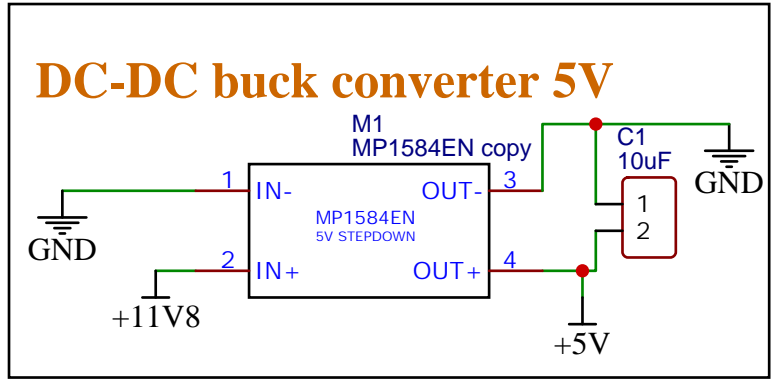 DC-DC buck converter 5V
M1
MP1584EN copy
C1
10uF
GND
1
IN-
OUT-
3
MP1584EN
5V STEPDOWN
1
2
GND
2
IN+
OUT+
4
+11V8
+5V